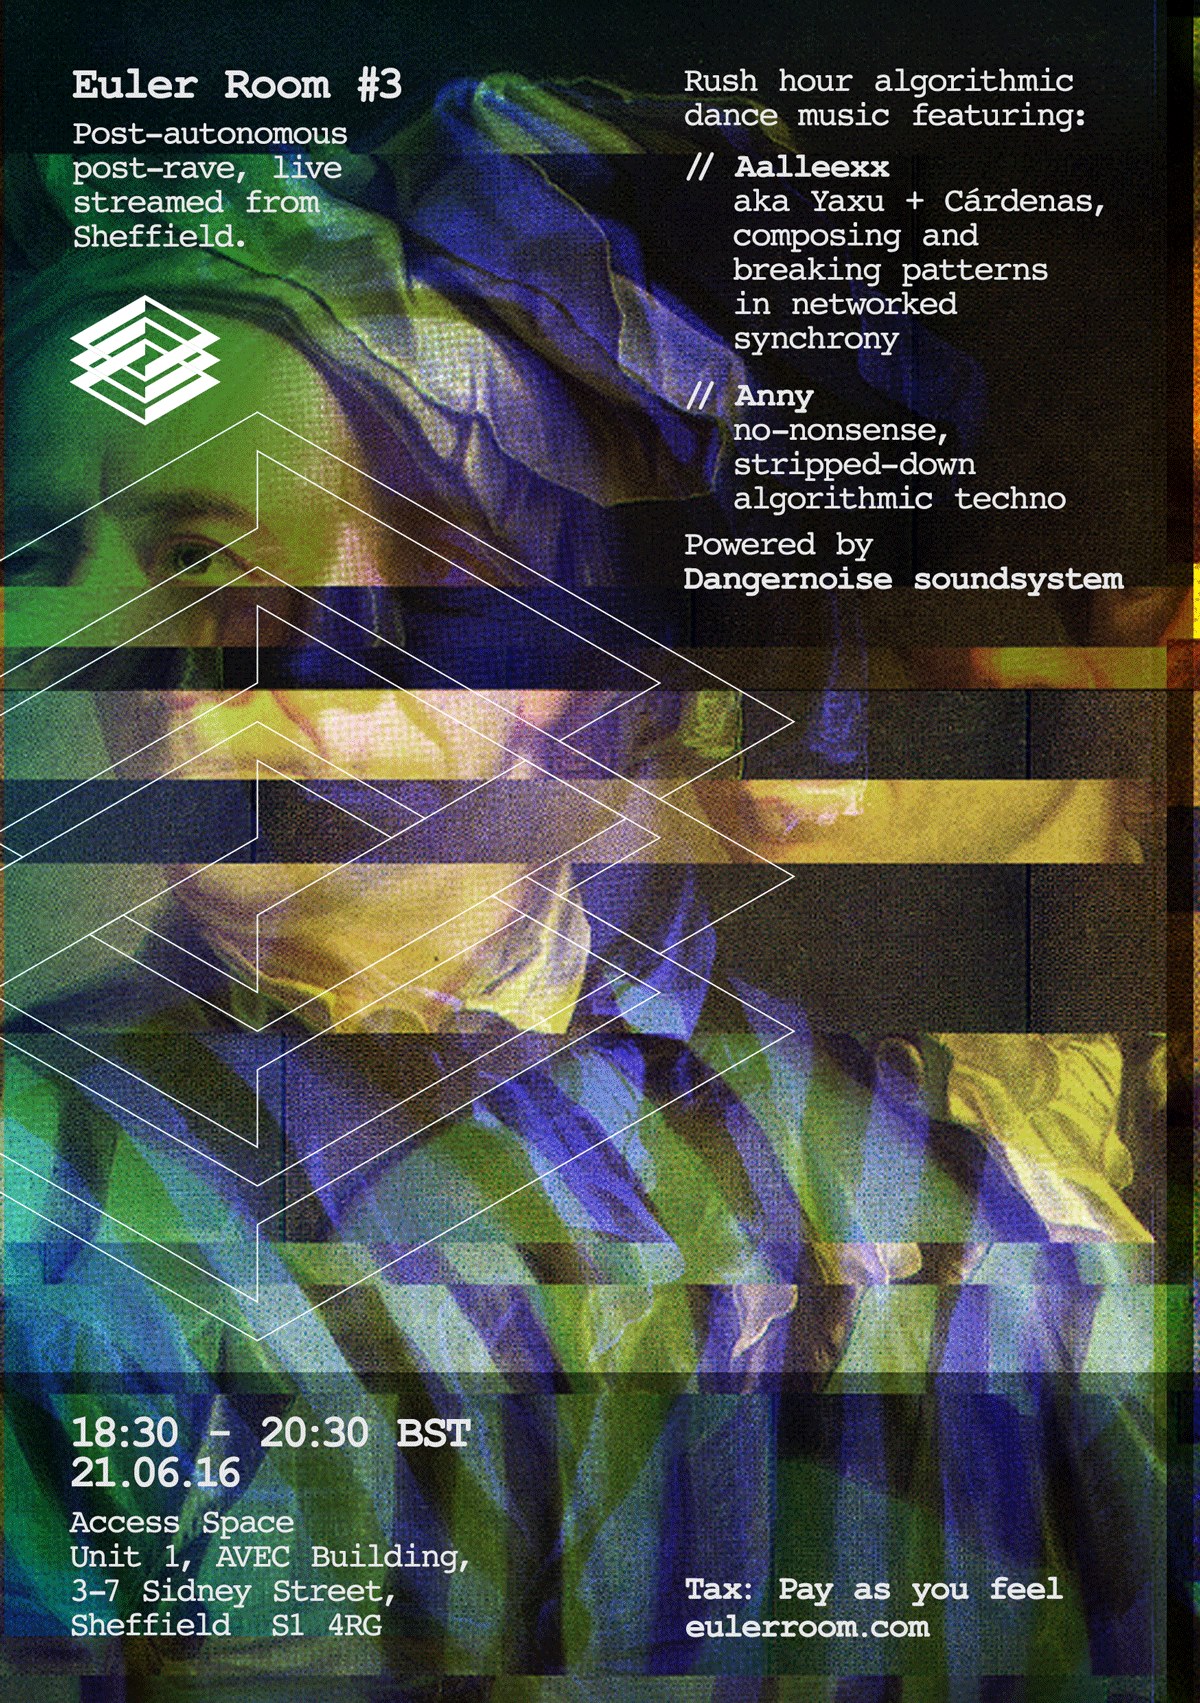 Euler Room #3
Post-autonomous
post-rave, live
streamed from
Sheffield.
Rush hour algorithmic
dance music featuring:
// Aalleexx
aka Yaxu + Cárdenas,
composing and
breaking patterns
in networked
synchrony
// Anny
no-nonsense,
stripped-down
algorithmic techno
Powered by
Dangernoise soundsystem
18:30 - 20:30 BST
21.06.16
Access Space
Unit 1, AVEC Building,
3-7 Sidney Street,
Sheffield S1 4RG
Tax: Pay as you feel
eulerroom.com